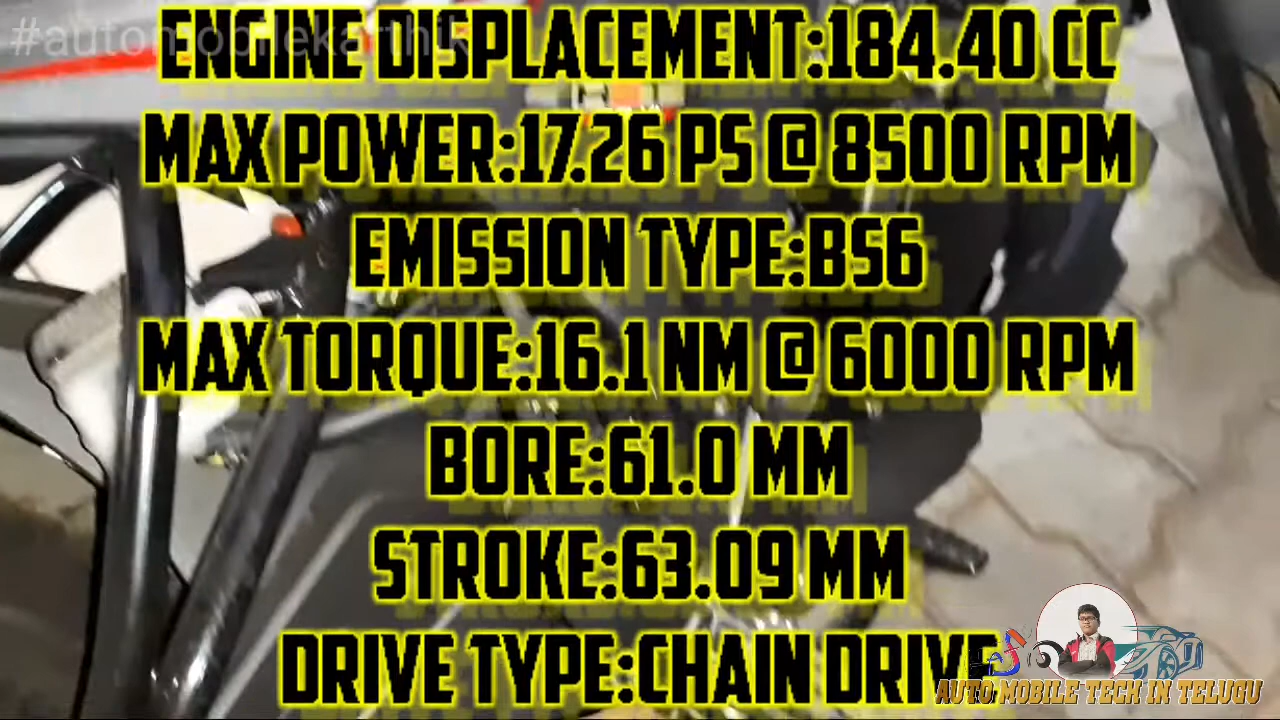 #automobilekarthik
ENGINE DISPLACEMENT:184.40 CC
MAX POWER:17.26 PS @ 8500 RPM
EMISSION TYPE:BS6
MAX TORQUE:16.1 NM @ 6000 RPM
BORE:61.0 MM
STROKE:63.09 MM
DRIVE TYPE:CHAIN DRIVE
AUTO MOBILE TECH IN TELUGU